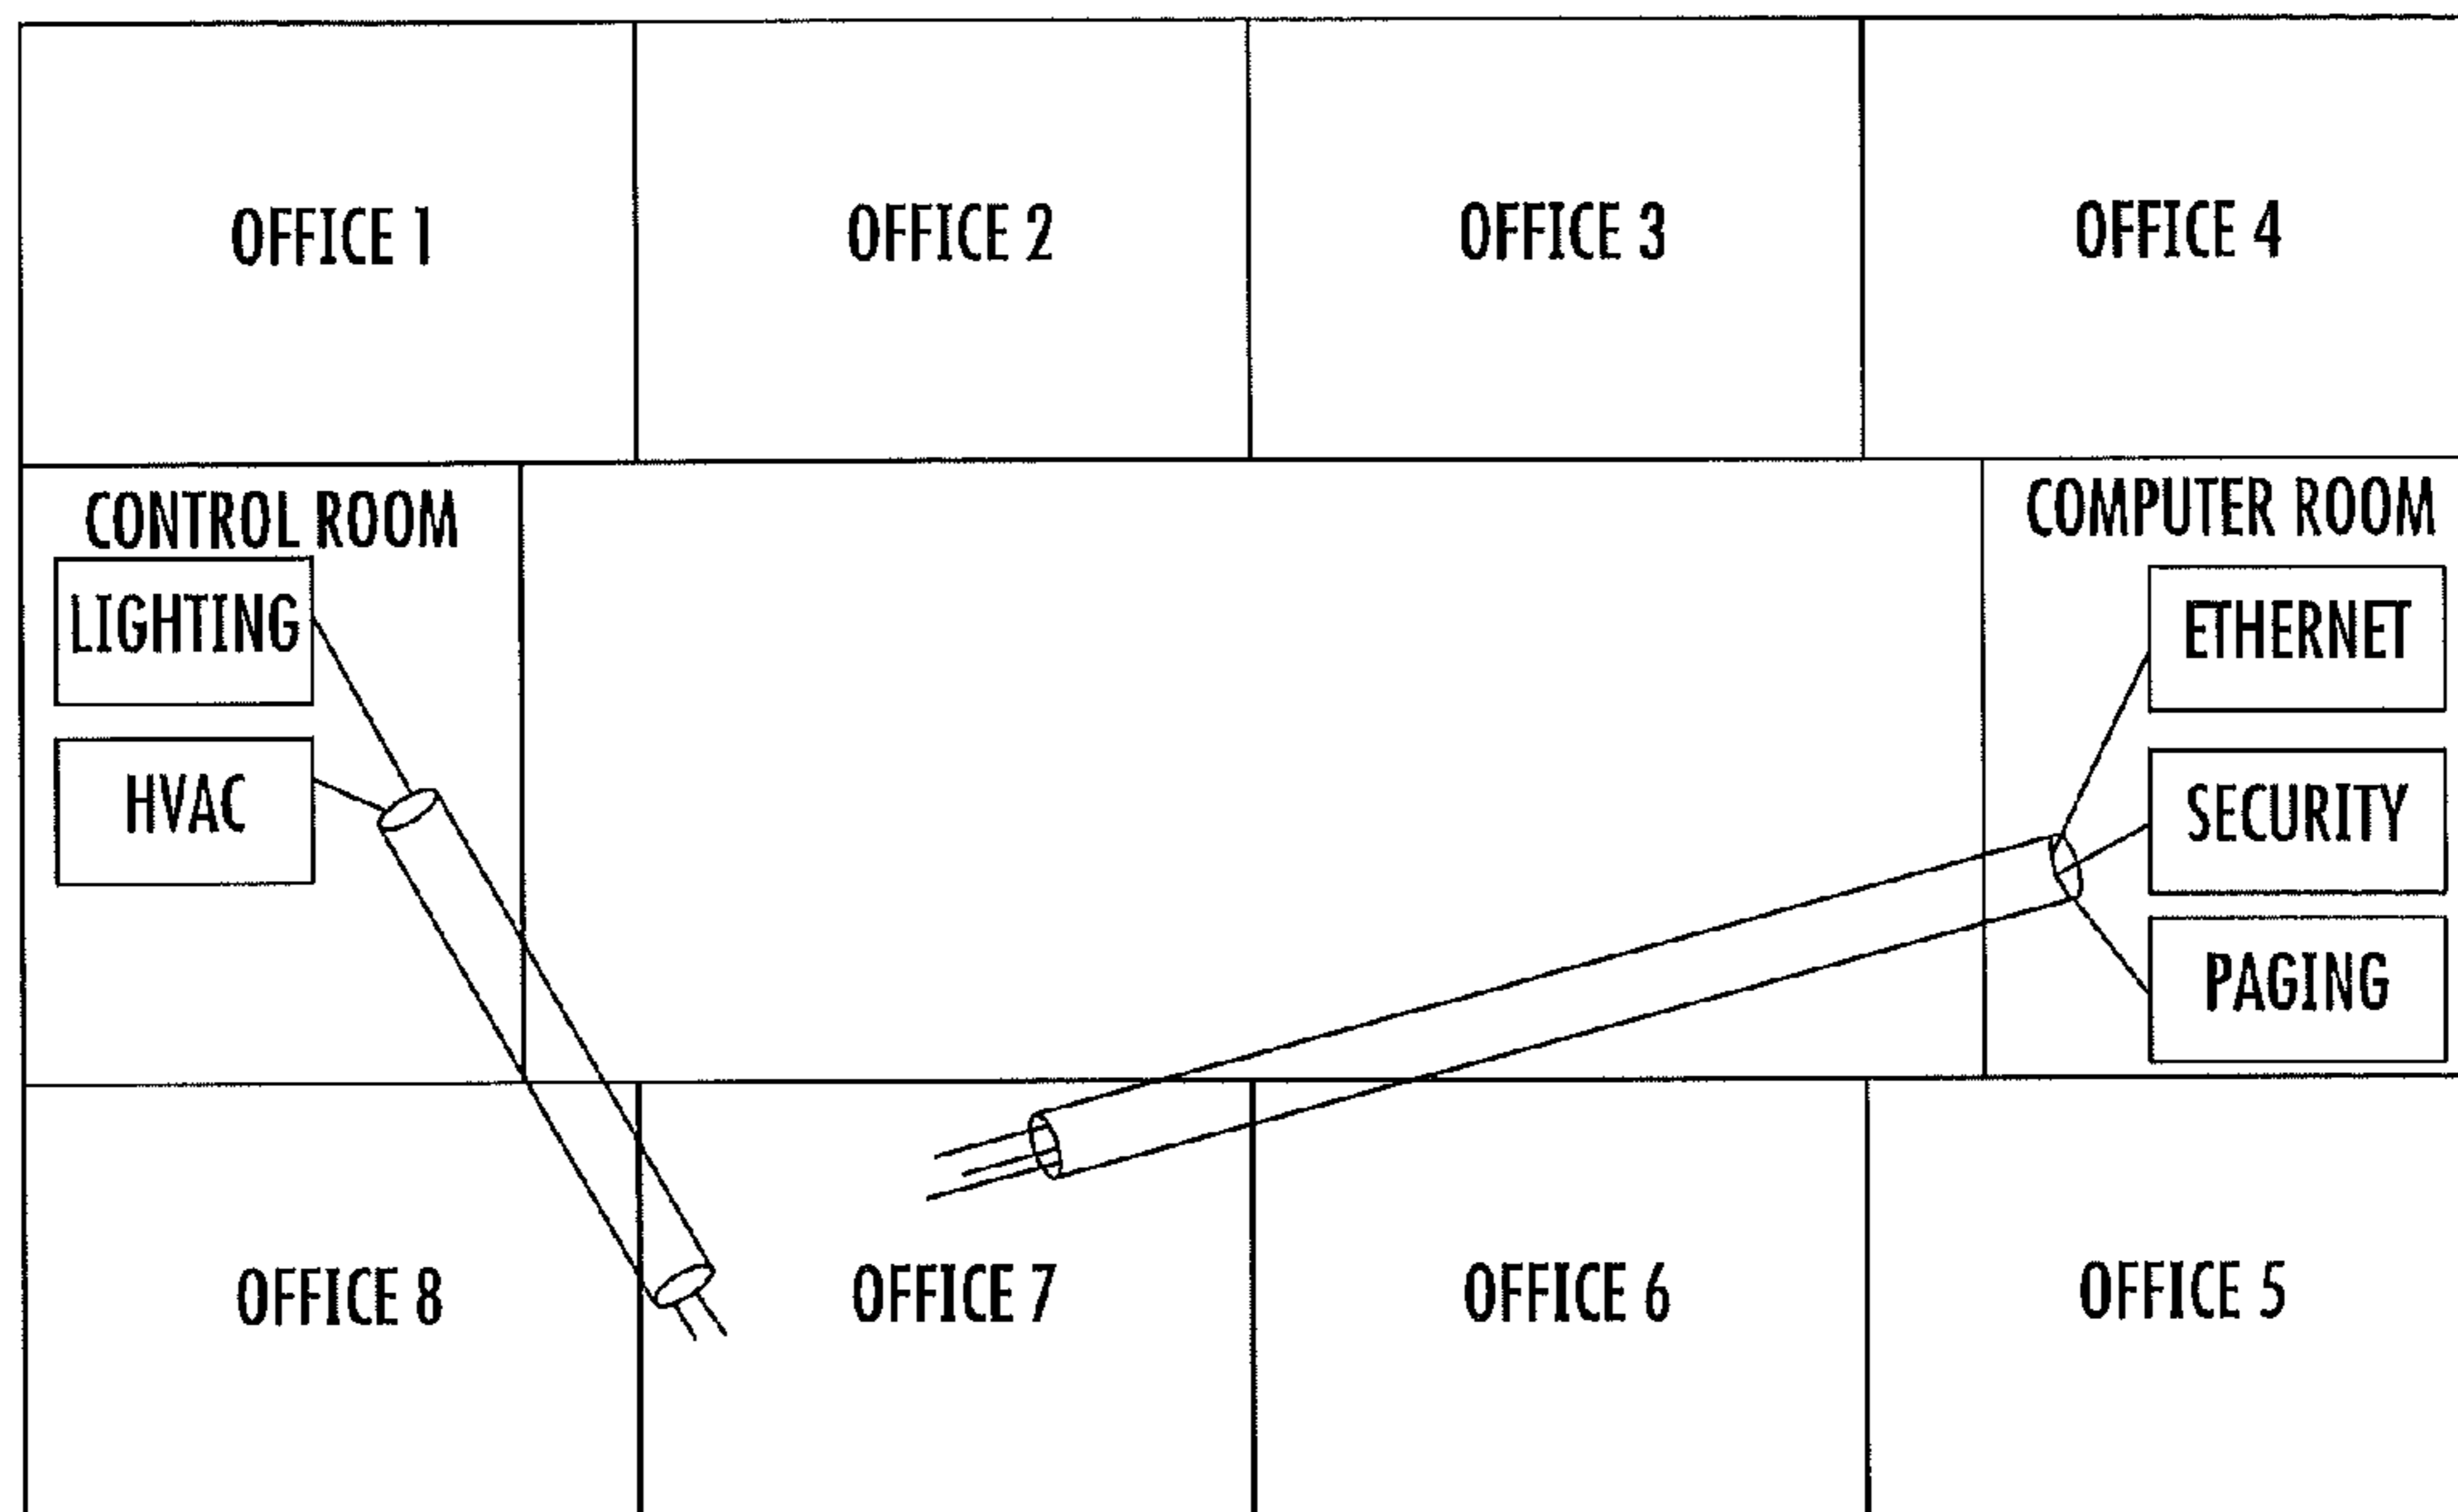 OFFICE 1
OFFICE 2
OFFICE 3
OFFICE 4
CONTROL ROOM
LIGHTING
HVAC
COMPUTER ROOM
ETHERNET
SECURITY
PAGING
OFFICE 8
OFFICE 7
OFFICE 6
OFFICE 5